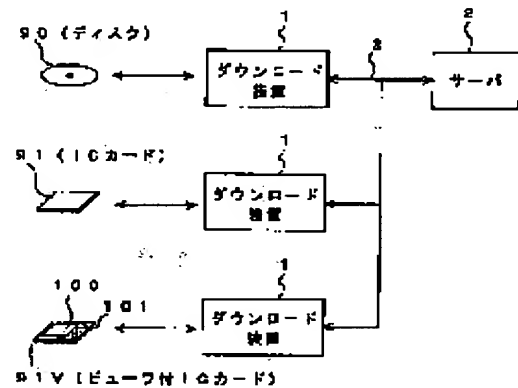 90 (ディスク)
1
ダウンロード
装置
3
2
サーバ
91 (ICカード)
1
ダウンロード
装置
100
101
1
ダウンロード
装置
91V (ビューワ付ICカード)